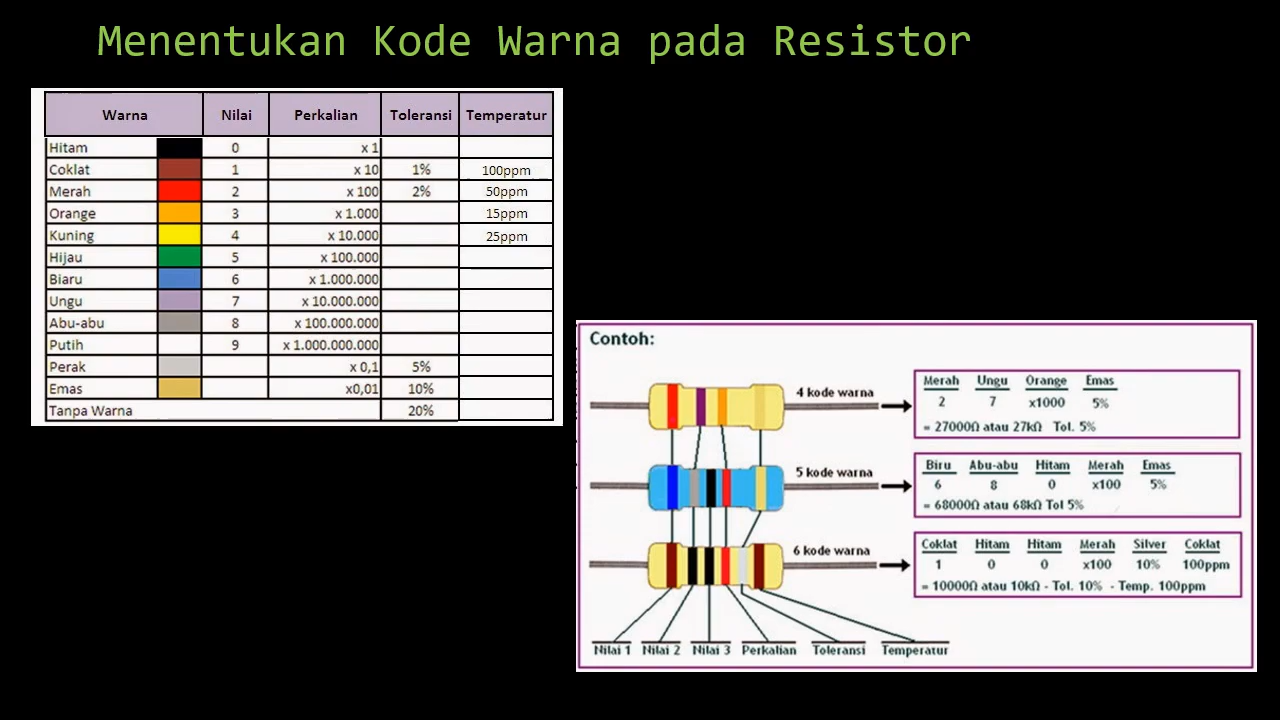 Menentukan Kode Warna pada Resistor
Warna Nilai Perkalian Toleransi Temperatur
Hitam 0 x 1
Coklat 1 x 10 1% 100ppm
Merah 2 x 100 2% 50ppm
Orange 3 x 1.000 15ppm
Kuning 4 x 10.000 25ppm
Hijau 5 x 100.000
Biaru 6 x 1.000.000
Ungu 7 x 10.000.000
Abu-abu 8 x 100.000.000
Putih 9 x 1.000.000.000
Perak x 0,1 5%
Emas x0,01 10%
Tanpa Warna 20%
Contoh:
4 kode warna
Merah Ungu Orange Emas
2 7 x1000 5%
= 27000Ω atau 27kΩ Tol. 5%
5 kode warna
Biru Abu-abu Hitam Merah Emas
6 8 0 x100 5%
= 68000Ω atau 68kΩ Tol 5%
6 kode warna
Coklat Hitam Hitam Merah Silver Coklat
1 0 0 x100 10% 100ppm
= 10000Ω atau 10kΩ - Tol. 10% - Temp. 100ppm
Nilai 1 Nilai 2 Nilai 3 Perkalian Toleransi Temperatur